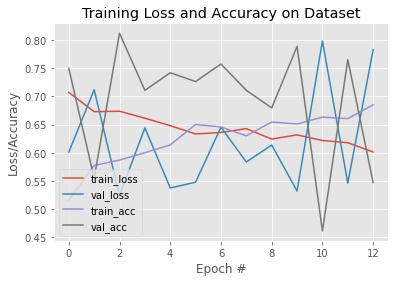 Training Loss and Accuracy on Dataset
Loss/Accuracy
0.80
0.75
0.70
0.65
0.60
0.55
0.50
0.45
train_loss
val_loss
train_acc
val_acc
0 2 4 6 8 10 12
Epoch #